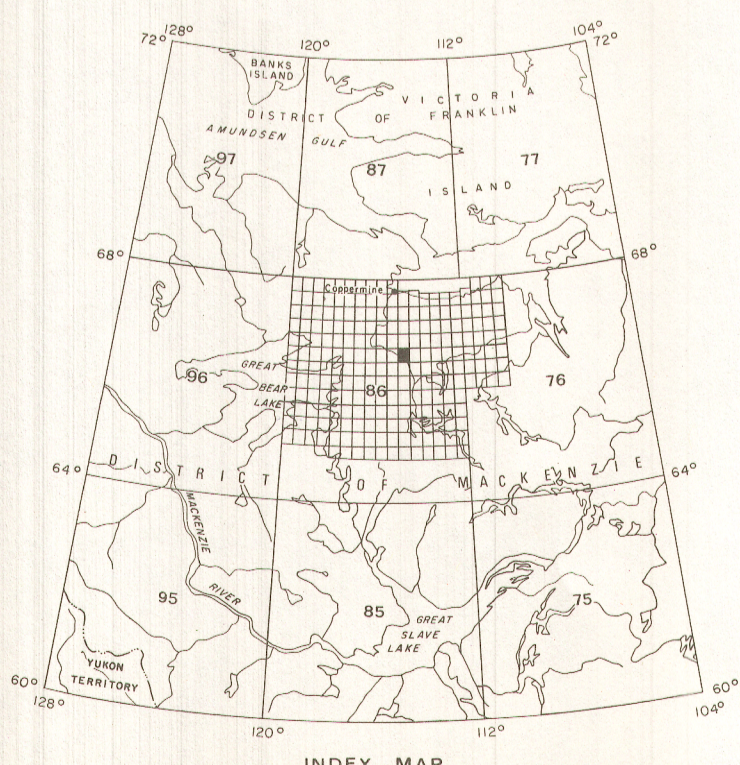 128°
120°
112°
104°
72°
72°
BANKS
ISLAND
VICTORIA
DISTRICT OF FRANKLIN
AMUNDSEN GULF
97
87
77
ISLAND
68°
68°
Coppermine
GREAT
BEAR
LAKE
96
86
76
DISTRICT OF MACKENZIE
64°
64°
MACKENZIE
RIVER
95
85
75
GREAT
SLAVE
LAKE
YUKON
TERRITORY
60°
60°
128°
120°
112°
104°
INDEX MAP